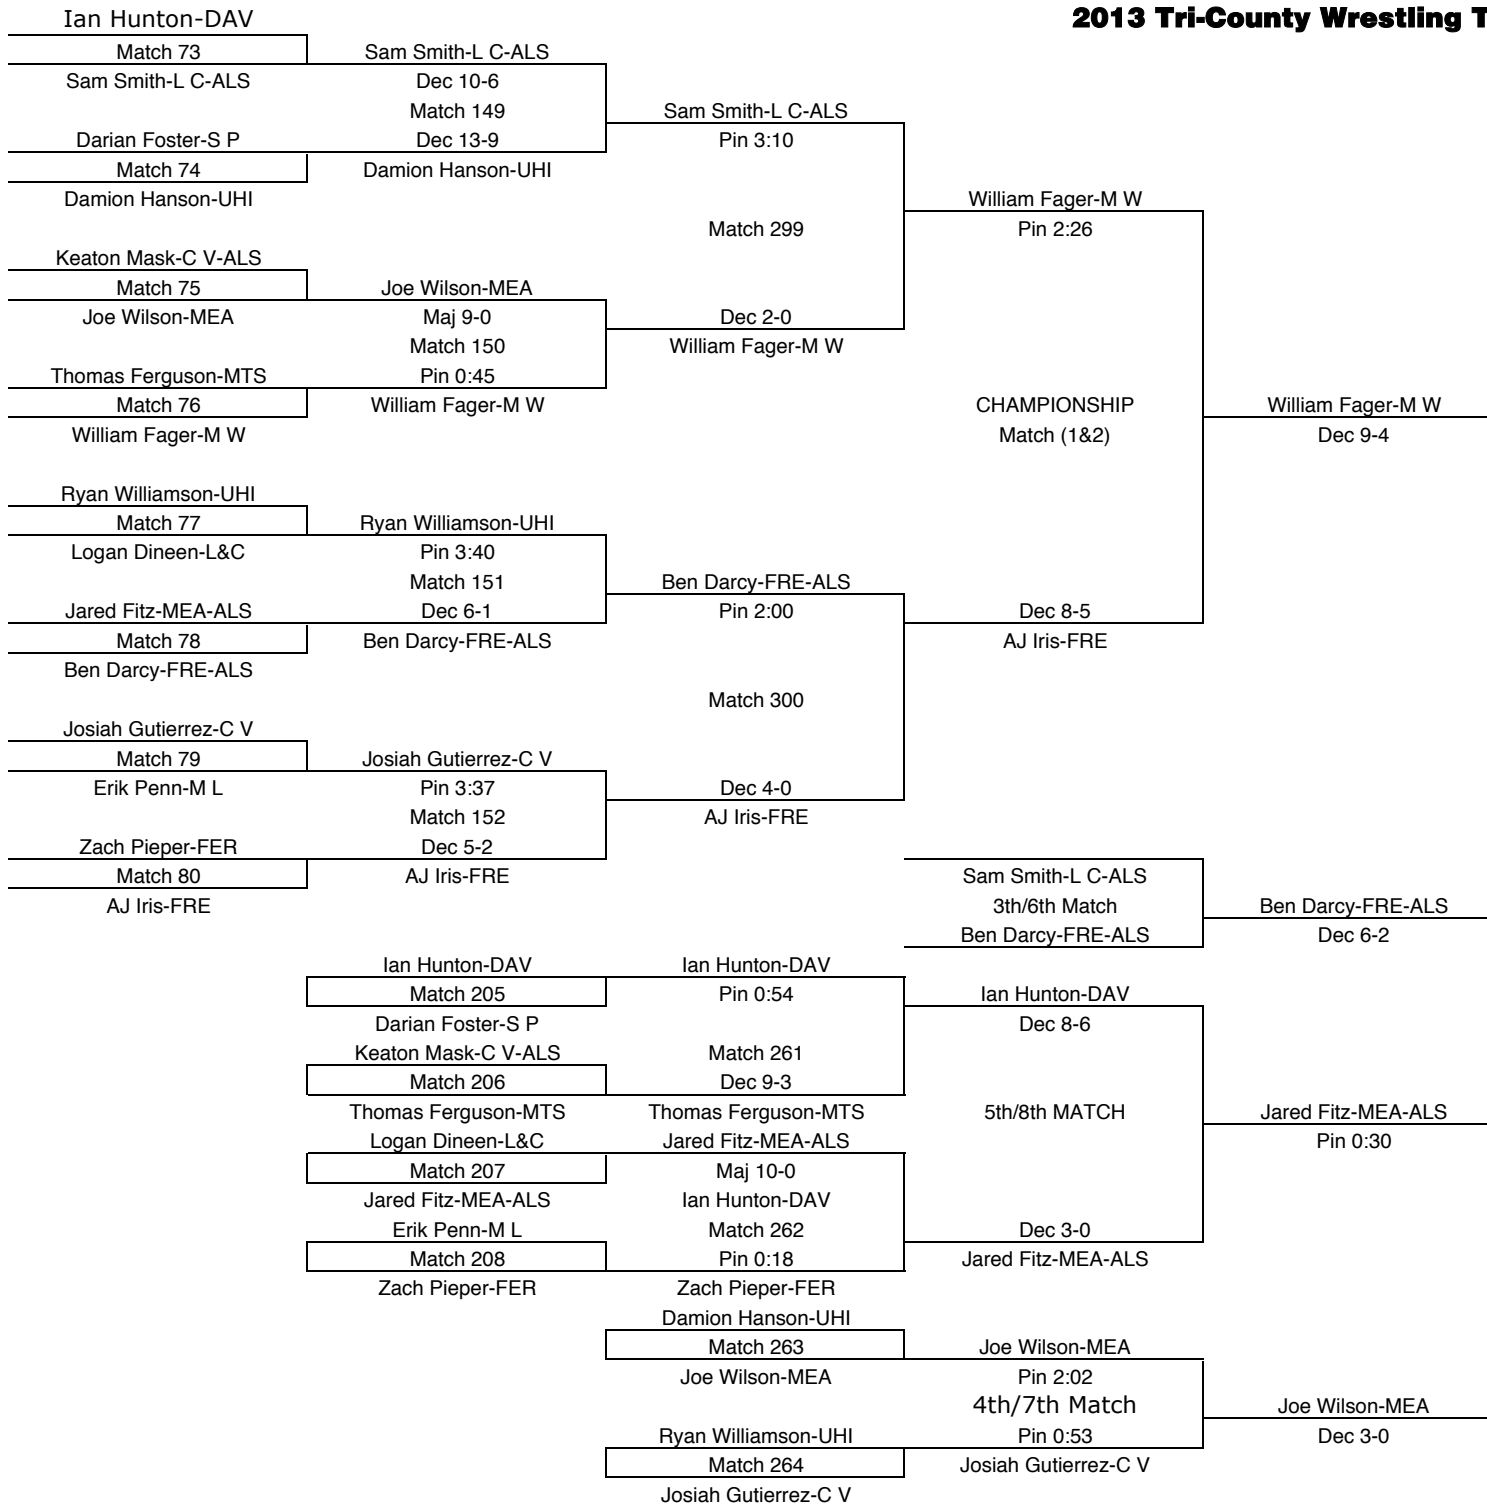 Ian Hunton-DAV
2013 Tri-County Wrestling T
Match 73
Sam Smith-L C-ALS
Sam Smith-L C-ALS
Dec 10-6
Match 149
Sam Smith-L C-ALS
Darian Foster-S P
Dec 13-9
Pin 3:10
Match 74
Damion Hanson-UHI
Damion Hanson-UHI
William Fager-M W
Match 299
Pin 2:26
Keaton Mask-C V-ALS
Match 75
Joe Wilson-MEA
Joe Wilson-MEA
Maj 9-0
Dec 2-0
Match 150
William Fager-M W
Thomas Ferguson-MTS
Pin 0:45
Match 76
William Fager-M W
CHAMPIONSHIP
William Fager-M W
William Fager-M W
Match (1&2)
Dec 9-4
Ryan Williamson-UHI
Match 77
Ryan Williamson-UHI
Logan Dineen-L&C
Pin 3:40
Match 151
Ben Darcy-FRE-ALS
Jared Fitz-MEA-ALS
Dec 6-1
Pin 2:00
Dec 8-5
Match 78
Ben Darcy-FRE-ALS
AJ Iris-FRE
Ben Darcy-FRE-ALS
Match 300
Josiah Gutierrez-C V
Match 79
Josiah Gutierrez-C V
Erik Penn-M L
Pin 3:37
Dec 4-0
Match 152
AJ Iris-FRE
Zach Pieper-FER
Dec 5-2
Match 80
AJ Iris-FRE
Sam Smith-L C-ALS
AJ Iris-FRE
3th/6th Match
Ben Darcy-FRE-ALS
Ben Darcy-FRE-ALS
Dec 6-2
Ian Hunton-DAV
Ian Hunton-DAV
Match 205
Pin 0:54
Ian Hunton-DAV
Darian Foster-S P
Dec 8-6
Keaton Mask-C V-ALS
Match 261
Match 206
Dec 9-3
Thomas Ferguson-MTS
Thomas Ferguson-MTS
5th/8th MATCH
Jared Fitz-MEA-ALS
Logan Dineen-L&C
Jared Fitz-MEA-ALS
Pin 0:30
Match 207
Maj 10-0
Jared Fitz-MEA-ALS
Ian Hunton-DAV
Erik Penn-M L
Match 262
Dec 3-0
Match 208
Pin 0:18
Jared Fitz-MEA-ALS
Zach Pieper-FER
Zach Pieper-FER
Damion Hanson-UHI
Match 263
Joe Wilson-MEA
Joe Wilson-MEA
Pin 2:02
4th/7th Match
Joe Wilson-MEA
Ryan Williamson-UHI
Pin 0:53
Dec 3-0
Match 264
Josiah Gutierrez-C V
Josiah Gutierrez-C V